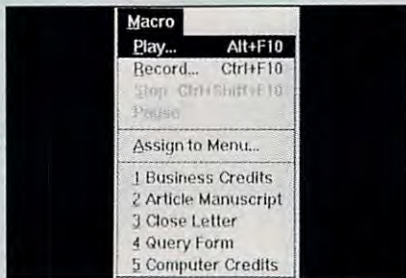 Macro
Play... Alt+F10
Record... Ctrl+F10
Stop Ctrl+Shift+F10
Pause
Assign to Menu...
1 Business Credits
2 Article Manuscript
3 Close Letter
4 Query Form
5 Computer Credits